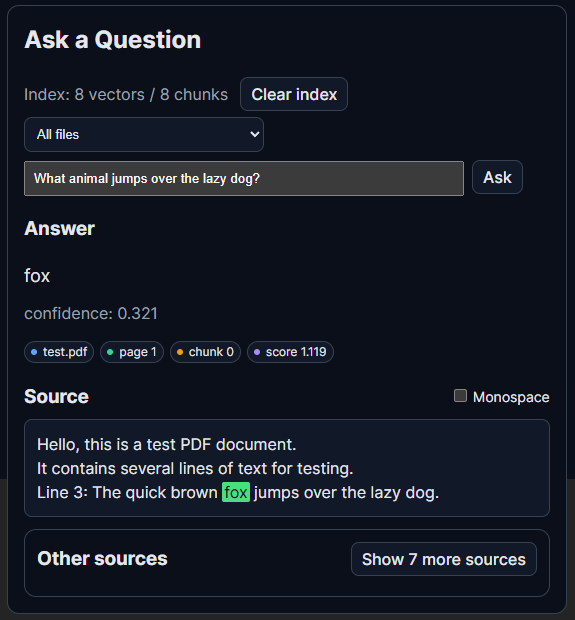 Ask a Question
Index: 8 vectors / 8 chunks Clear index
All files
What animal jumps over the lazy dog? Ask
Answer
fox
confidence: 0.321
test.pdf page 1 chunk 0 score 1.119
Source Monospace
Hello, this is a test PDF document.
It contains several lines of text for testing.
Line 3: The quick brown fox jumps over the lazy dog.
Other sources Show 7 more sources